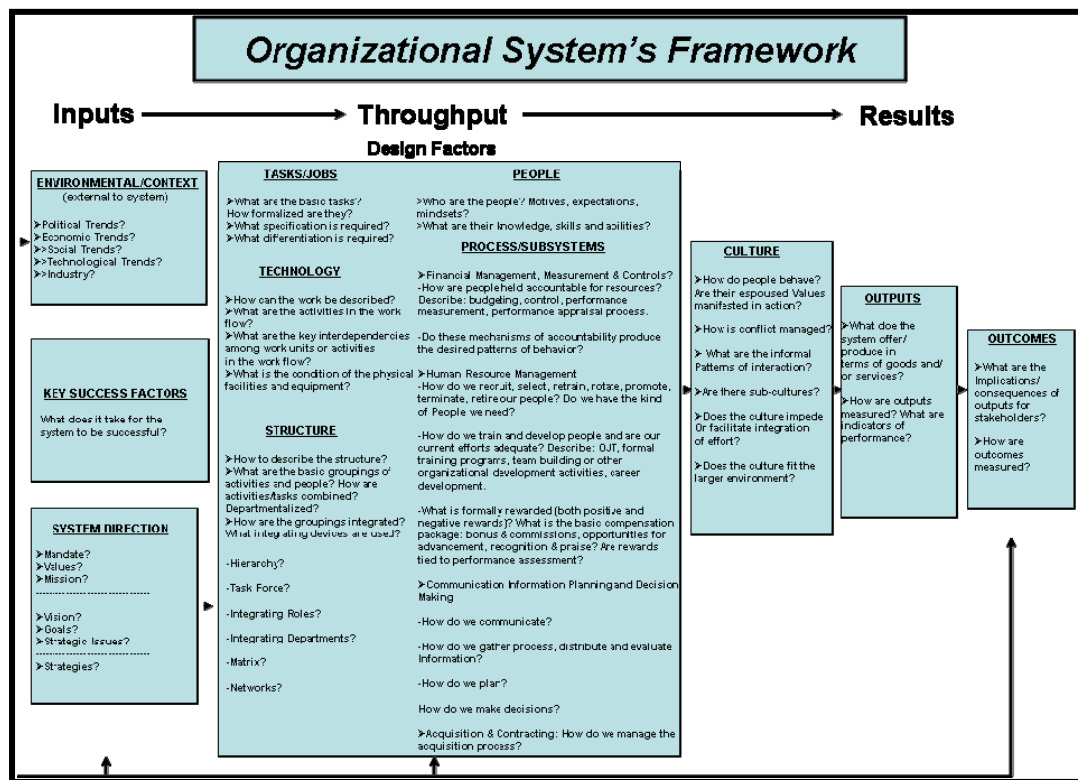 Organizational System's Framework
Inputs
Throughput
Results
Design Factors
ENVIRONMENTAL/CONTEXT
(external to system)
➢Political Trends?
➢Economic Trends?
➢>Social Trends?
➢>Technological Trends?
➢>Industry?
KEY SUCCESS FACTORS
What does it take for the
system to be successful?
SYSTEM DIRECTION
➢Mandate?
➢Values?
➢Mission?
------------------------------
➢Vision?
➢Goals?
➢Strategic Issues?
------------------------------
➢Strategies?
TASKS/JOBS
➢What are the basic tasks?
How formalized are they?
➢What specification is required?
➢What differentiation is required?
TECHNOLOGY
➢How can the work be described?
➢What are the activities in the work
flow?
➢What are the key interdependencies
among work units or activities
in the work flow?
➢What is the condition of the physical
facilities and equipment?
STRUCTURE
➢How to describe the structure?
➢What are the basic groupings of
activities and people? How are
activities/tasks combined?
Departmentalized?
➢How are the groupings integrated?
What integrating devices are used?
-Hierarchy?
-Task Force?
-Integrating Roles?
-Integrating Departments?
-Matrix?
-Networks?
PEOPLE
>Who are the people? Motives, expectations,
mindsets?
>What are their knowledge, skills and abilities?
PROCESS/SUBSYSTEMS
➢Financial Management, Measurement & Controls?
-How are people held accountable for resources?
Describe: budgeting, control, performance
measurement, performance appraisal process.
-Do these mechanisms of accountability produce
the desired patterns of behavior?
➢Human Resource Management
-How do we recruit, select, retrain, rotate, promote,
terminate, retire our people? Do we have the kind
of People we need?
-How do we train and develop people and are our
current efforts adequate? Describe: OJT, formal
training programs, team building or other
organizational development activities, career
development.
-What is formally rewarded (both positive and
negative rewards)? What is the basic compensation
package: bonus & commissions, opportunities for
advancement, recognition & praise? Are rewards
tied to performance assessment?
➢Communication Information Planning and Decision
Making
-How do we communicate?
-How do we gather process, distribute and evaluate
Information?
-How do we plan?
How do we make decisions?
➢Acquisition & Contracting: How do we manage the
acquisition process?
CULTURE
➢How do people behave?
Are their espoused Values
manifested in action?
➢How is conflict managed?
➢ What are the informal
Patterns of interaction?
➢Are there sub-cultures?
➢Does the culture impede
Or facilitate integration
of effort?
➢Does the culture fit the
larger environment?
OUTPUTS
➢What doe the
system offer/
produce in
terms of goods and/
or services?
➢How are outputs
measured? What are
indicators of
performance?
OUTCOMES
➢What are the
Implications/
consequences of
outputs for
stakeholders?
➢How are
outcomes
measured?